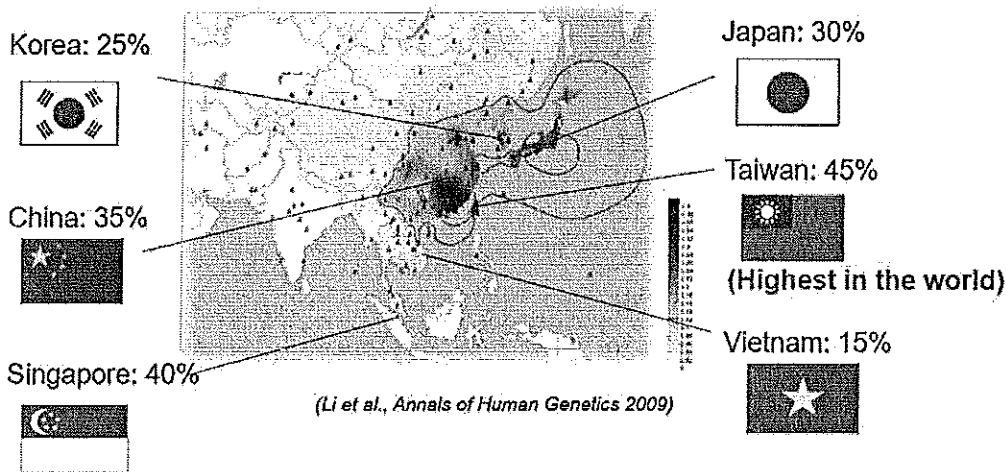 Korea: 25%
Japan: 30%
Taiwan: 45%
(Highest in the world)
China: 35%
Vietnam: 15%
Singapore: 40%
(Li et al., Annals of Human Genetics 2009)